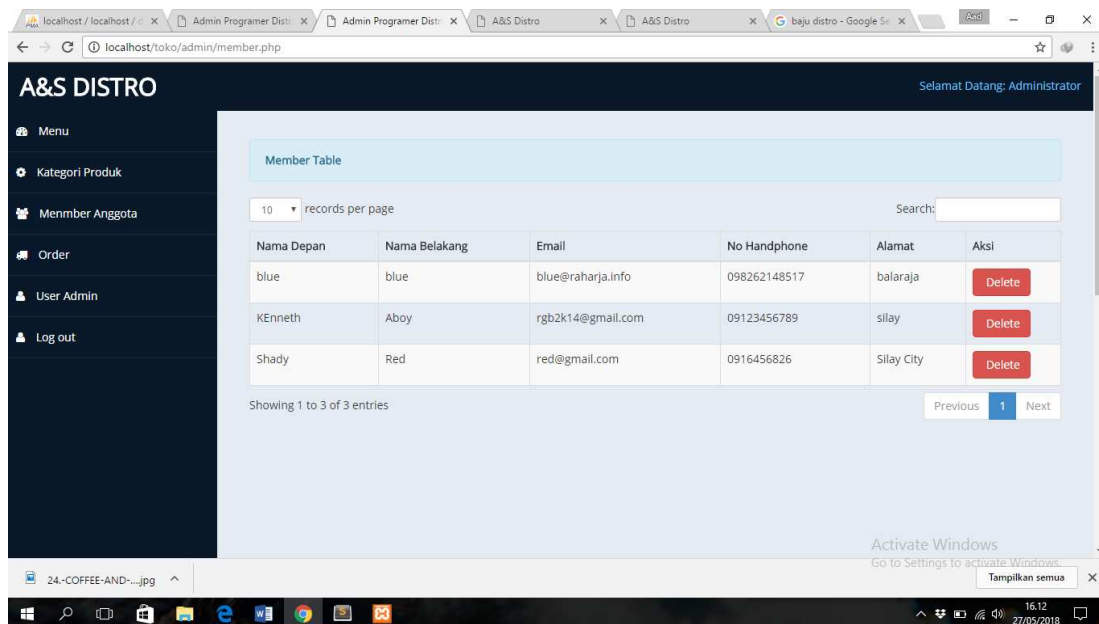 localhost / localhost / d
Admin Programer Distr
Admin Programer Distr
A&S Distro
A&S Distro
baju distro - Google Se
localhost/toko/admin/member.php
A&S DISTRO
Selamat Datang: Administrator
Menu
Kategori Produk
Menmber Anggota
Order
User Admin
Log out
Member Table
10 records per page
Search:
Nama Depan Nama Belakang Email No Handphone Alamat Aksi
blue blue blue@raharja.info 098262148517 balaraja Delete
KEnneth Aboy rgb2k14@gmail.com 09123456789 silay Delete
Shady Red red@gmail.com 0916456826 Silay City Delete
Showing 1 to 3 of 3 entries
Previous 1 Next
Activate Windows
Go to Settings to activate Windows.
24.-COFFEE-AND-....jpg
Tampilkan semua
16.12
27/05/2018